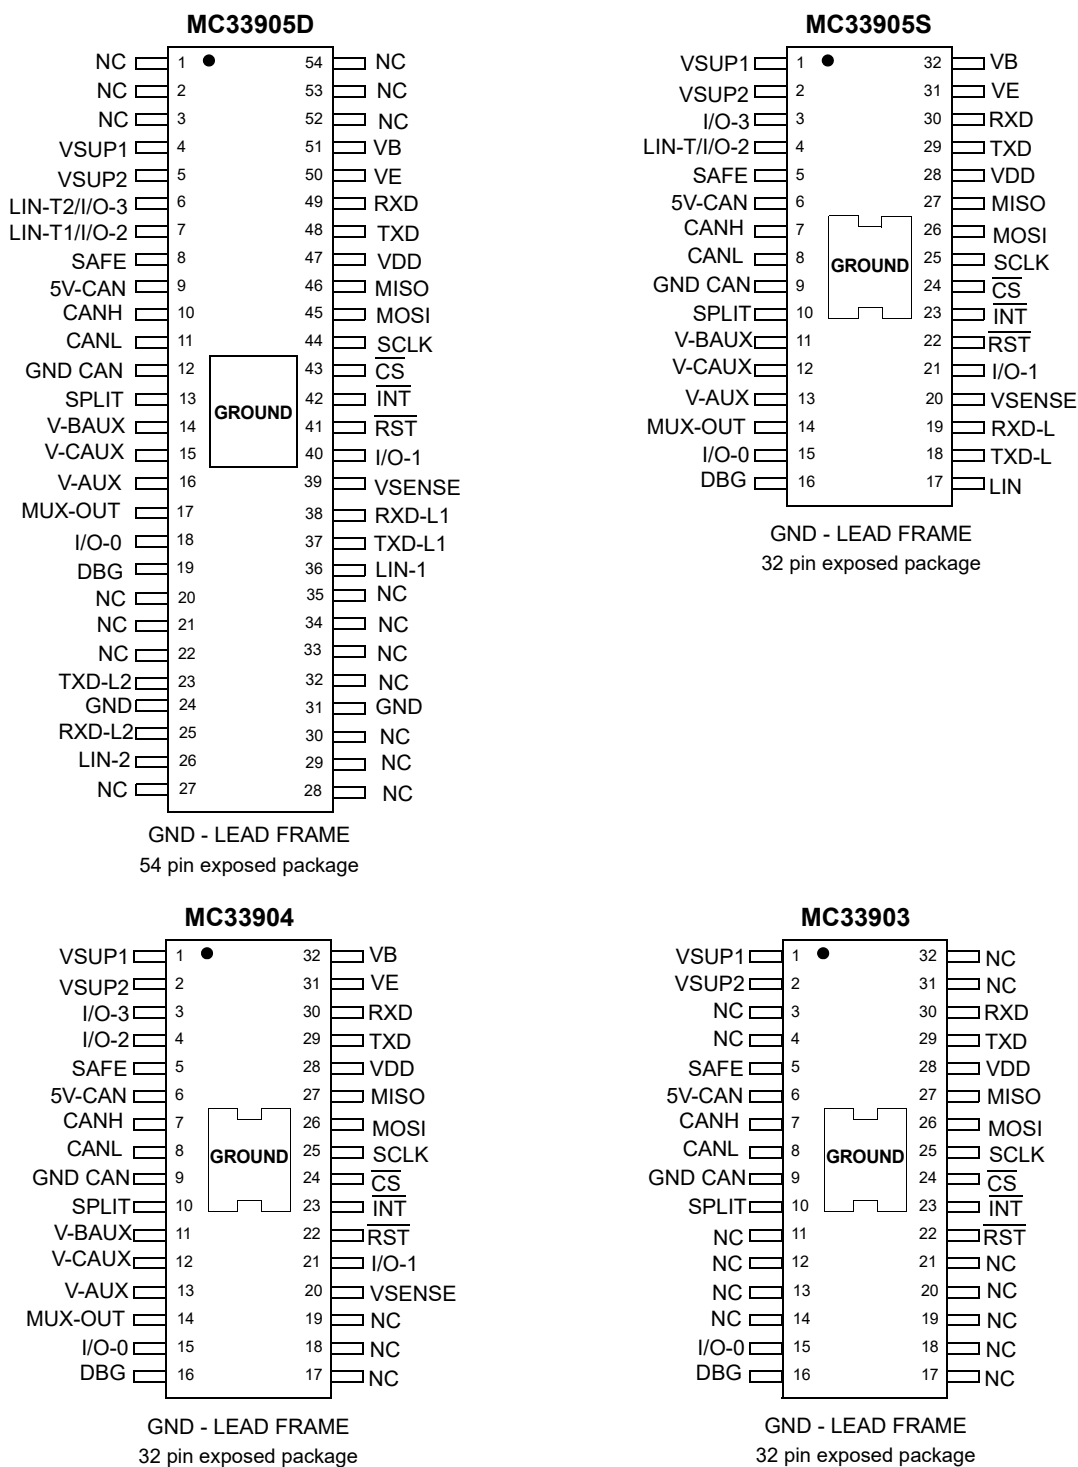 MC33905D
NC 1 54 NC
NC 2 53 NC
NC 3 52 NC
VSUP1 4 51 VB
VSUP2 5 50 VE
LIN-T2/I/O-3 6 49 RXD
LIN-T1/I/O-2 7 48 TXD
SAFE 8 47 VDD
5V-CAN 9 46 MISO
CANH 10 45 MOSI
CANL 11 44 SCLK
GND CAN 12 43 CS
SPLIT 13 42 INT
GROUND
V-BAUX 14 41 RST
V-CAUX 15 40 I/O-1
V-AUX 16 39 VSENSE
MUX-OUT 17 38 RXD-L1
I/O-0 18 37 TXD-L1
DBG 19 36 LIN-1
NC 20 35 NC
NC 21 34 NC
NC 22 33 NC
TXD-L2 23 32 NC
GND 24 31 GND
RXD-L2 25 30 NC
LIN-2 26 29 NC
NC 27 28 NC
GND - LEAD FRAME
54 pin exposed package
MC33905S
VSUP1 1 32 VB
VSUP2 2 31 VE
I/O-3 3 30 RXD
LIN-T/I/O-2 4 29 TXD
SAFE 5 28 VDD
5V-CAN 6 27 MISO
CANH 7 26 MOSI
CANL 8 25 SCLK
GROUND
GND CAN 9 24 CS
SPLIT 10 23 INT
V-BAUX 11 22 RST
V-CAUX 12 21 I/O-1
V-AUX 13 20 VSENSE
MUX-OUT 14 19 RXD-L
I/O-0 15 18 TXD-L
DBG 16 17 LIN
GND - LEAD FRAME
32 pin exposed package
MC33904
VSUP1 1 32 VB
VSUP2 2 31 VE
I/O-3 3 30 RXD
I/O-2 4 29 TXD
SAFE 5 28 VDD
5V-CAN 6 27 MISO
CANH 7 26 MOSI
CANL 8 25 SCLK
GROUND
GND CAN 9 24 CS
SPLIT 10 23 INT
V-BAUX 11 22 RST
V-CAUX 12 21 I/O-1
V-AUX 13 20 VSENSE
MUX-OUT 14 19 NC
I/O-0 15 18 NC
DBG 16 17 NC
GND - LEAD FRAME
32 pin exposed package
MC33903
VSUP1 1 32 NC
VSUP2 2 31 NC
NC 3 30 RXD
NC 4 29 TXD
SAFE 5 28 VDD
5V-CAN 6 27 MISO
CANH 7 26 MOSI
CANL 8 25 SCLK
GROUND
GND CAN 9 24 CS
SPLIT 10 23 INT
NC 11 22 RST
NC 12 21 NC
NC 13 20 NC
NC 14 19 NC
I/O-0 15 18 NC
DBG 16 17 NC
GND - LEAD FRAME
32 pin exposed package